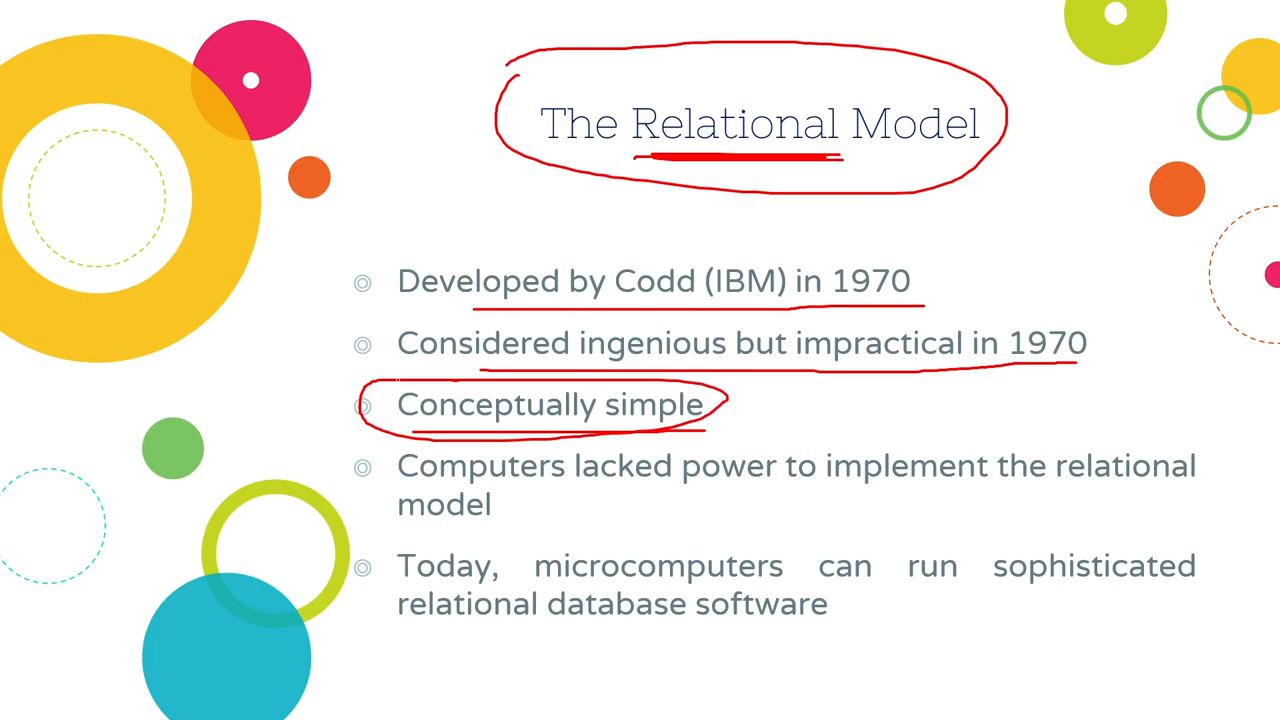 The Relational Model
Developed by Codd (IBM) in 1970
Considered ingenious but impractical in 1970
Conceptually simple
Computers lacked power to implement the relational
model
Today, microcomputers can run sophisticated
relational database software